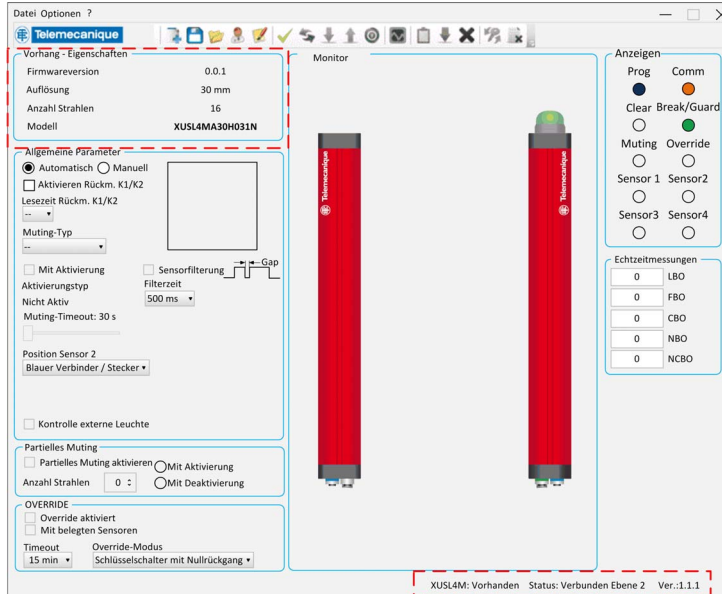 Datei Optionen ?
Telemecanique
Vorhang - Eigenschaften
Firmwareversion 0.0.1
Auflösung 30 mm
Anzahl Strahlen 16
Modell XUSL4MA30H031N
Allgemeine Parameter
Automatisch Manuell
Aktivieren Rückm. K1/K2
Lesezeit Rückm. K1/K2
--
Muting-Typ
--
Mit Aktivierung Sensorfilterung Gap
Aktivierungstyp Filterzeit
Nicht Aktiv 500 ms
Muting-Timeout: 30 s
Position Sensor 2
Blauer Verbinder / Stecker
Kontrolle externe Leuchte
Partielles Muting
Partielles Muting aktivieren Mit Aktivierung
Anzahl Strahlen 0 Mit Deaktivierung
OVERRIDE
Override aktiviert
Mit belegten Sensoren
Timeout Override-Modus
15 min Schlüsselschalter mit Nullrückgang
Monitor
Telemecanique
Telemecanique
Anzeigen
Prog Comm
Clear Break/Guard
Muting Override
Sensor 1 Sensor2
Sensor3 Sensor4
Echtzeitmessungen
0 LBO
0 FBO
0 CBO
0 NBO
0 NCBO
XUSL4M: Vorhanden Status: Verbunden Ebene 2 Ver.:1.1.1